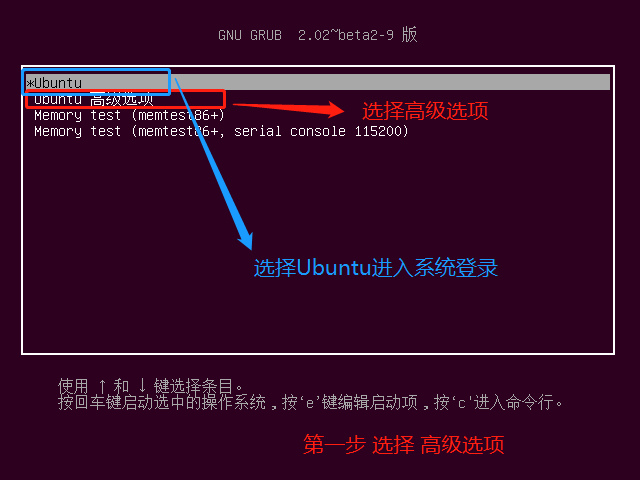 GNU GRUB 2.02~beta2-9 版
*Ubuntu
Ubuntu 高级选项
Memory test (memtest86+)
Memory test (memtest86+, serial console 115200)
选择高级选项
选择Ubuntu进入系统登录
使用 ↑ 和 ↓ 键选择条目。
按回车键启动选中的操作系统，按‘e’键编辑启动项，按‘c'进入命令行。
第一步 选择 高级选项